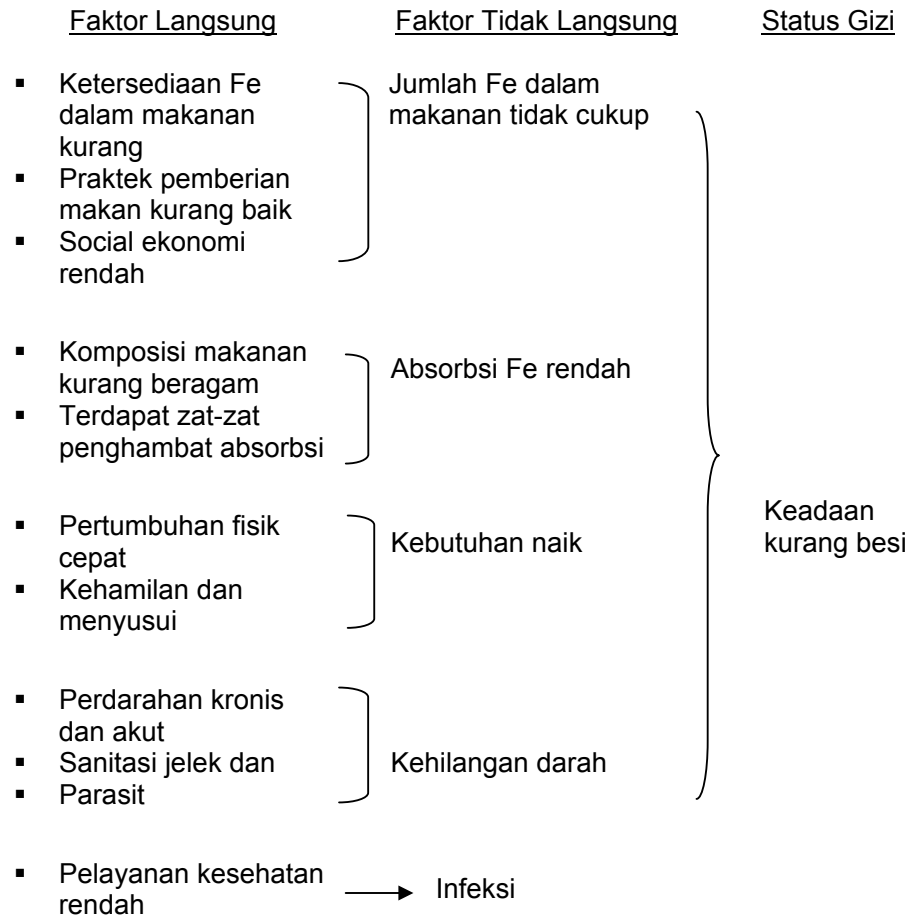 Faktor Langsung Faktor Tidak Langsung Status Gizi
▪ Ketersediaan Fe
dalam makanan
kurang
▪ Praktek pemberian
makan kurang baik
▪ Social ekonomi
rendah
Jumlah Fe dalam
makanan tidak cukup
▪ Komposisi makanan
kurang beragam
▪ Terdapat zat-zat
penghambat absorbsi
Absorbsi Fe rendah
▪ Pertumbuhan fisik
cepat
▪ Kehamilan dan
menyusui
Kebutuhan naik
▪ Perdarahan kronis
dan akut
▪ Sanitasi jelek dan
▪ Parasit
Kehilangan darah
▪ Pelayanan kesehatan
rendah
Infeksi
Keadaan
kurang besi